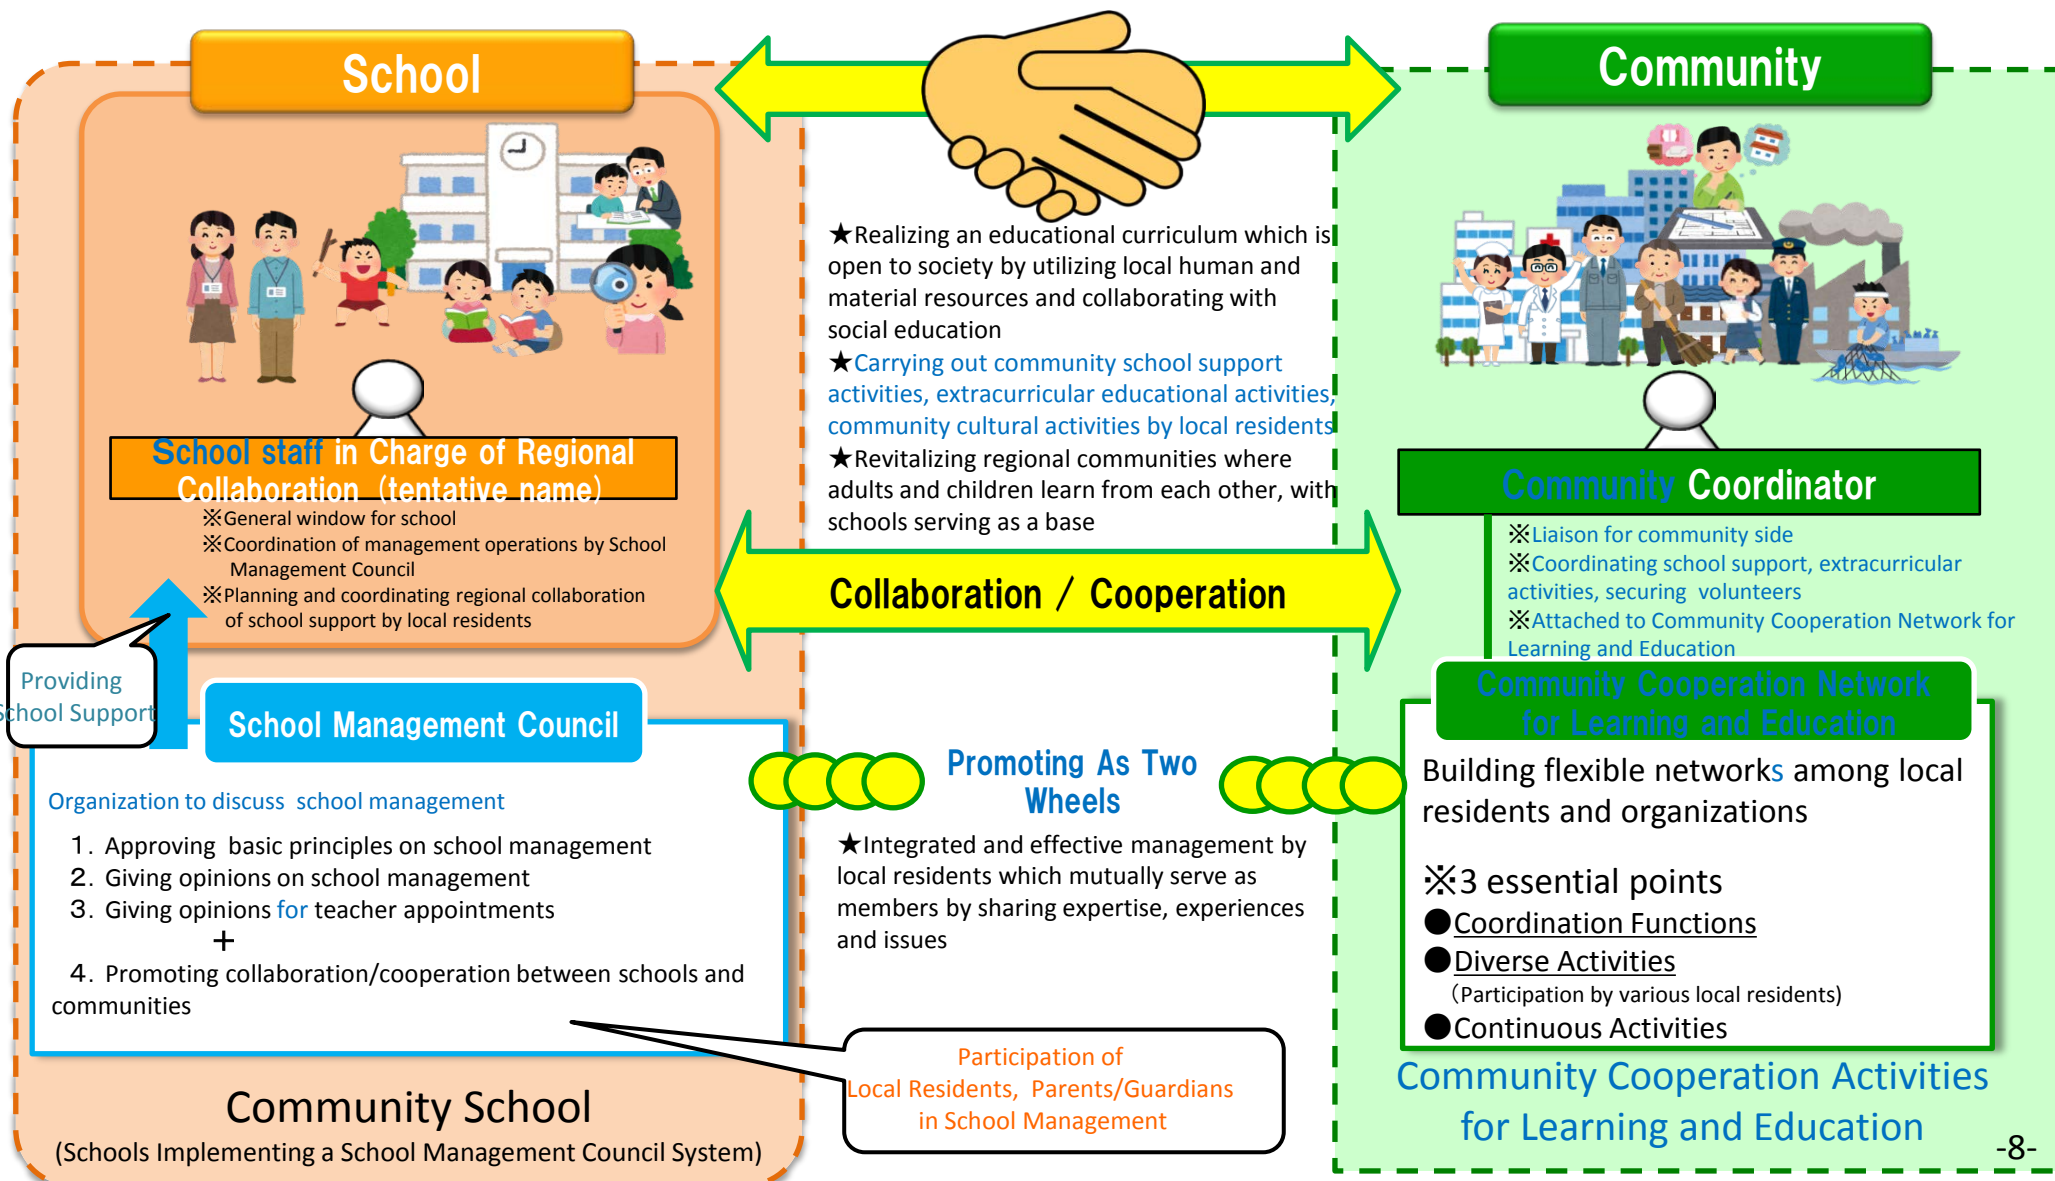 School
Community
★Realizing an educational curriculum which is
open to society by utilizing local human and
material resources and collaborating with
social education
★Carrying out community school support
activities, extracurricular educational activities,
community cultural activities by local residents
★Revitalizing regional communities where
adults and children learn from each other, with
schools serving as a base
School staff in Charge of Regional
Collaboration (tentative name)
※General window for school
※Coordination of management operations by School
Management Council
※Planning and coordinating regional collaboration
of school support by local residents
Collaboration / Cooperation
Community Coordinator
※Liaison for community side
※Coordinating school support, extracurricular
activities, securing volunteers
※Attached to Community Cooperation Network for
Learning and Education
Providing
School Support
School Management Council
Organization to discuss school management
1. Approving basic principles on school management
2. Giving opinions on school management
3. Giving opinions for teacher appointments
+
4. Promoting collaboration/cooperation between schools and
communities
Promoting As Two
Wheels
★Integrated and effective management by
local residents which mutually serve as
members by sharing expertise, experiences
and issues
Community Cooperation Network
for Learning and Education
Building flexible networks among local
residents and organizations
※3 essential points
●Coordination Functions
●Diverse Activities
(Participation by various local residents)
●Continuous Activities
Participation of
Local Residents, Parents/Guardians
in School Management
Community School
(Schools Implementing a School Management Council System)
Community Cooperation Activities
for Learning and Education
-8-